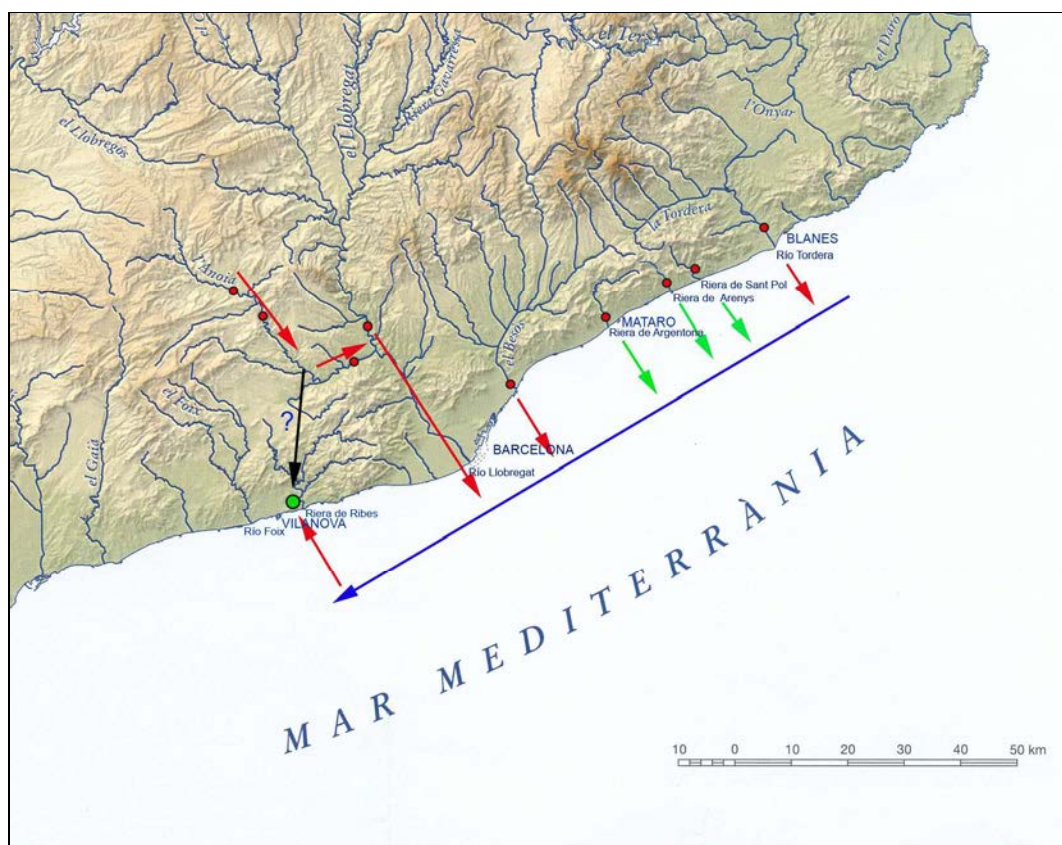 el Ter
el Daró
el Llobregat
Riera Gavarresa
l'Onyar
el Llobregós
la Tordera
BLANES
Río Tordera
l'Anoia
Riera de Sant Pol
Riera de Arenys
MATARO
Riera de Argentona
el Besòs
el Foix
?
BARCELONA
el Gaià
Río Llobregat
Riera de Ribes
VILANOVA
Río Foix
MAR MEDITERRÀNIA
10 0 10 20 30 40 50 km